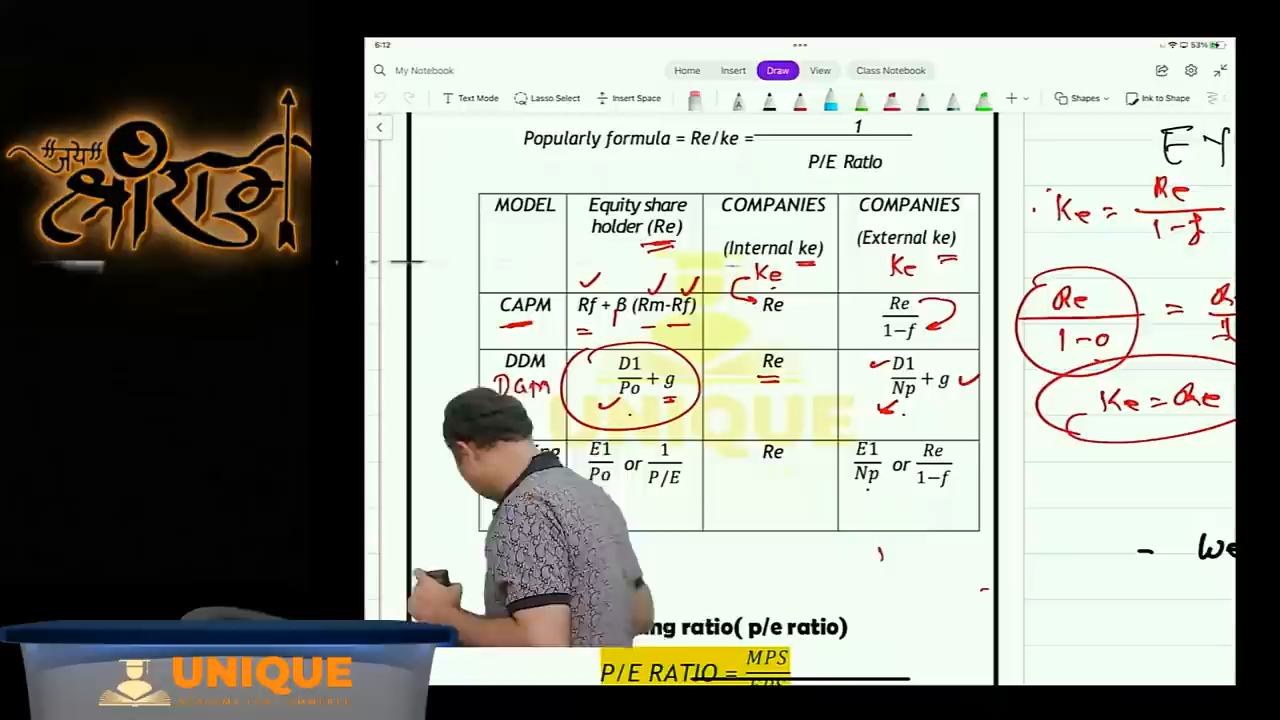 6:12
53%
My Notebook
Home Insert Draw View Class Notebook
Text Mode Lasso Select Insert Space Shapes Ink to Shape
"जय"
श्रीराम
Popularly formula = Re/ke = 1
P/E Ratio
MODEL
Equity share holder (Re)
COMPANIES
(Internal ke)
Ke
COMPANIES
(External ke)
Ke
CAPM
Rf + β (Rm-Rf)
Re
Re
1−f
DDM
D1
Po
+ g
Re
D1
Np
+ g
E1
Po
or
1
P/E
Re
E1
Np
or
Re
1−f
Ke = Re
1-f
Re
1-0
=
Ke = Re
ratio( p/e ratio)
P/E RATIO = MPS
UNIQUE
UNIQUE